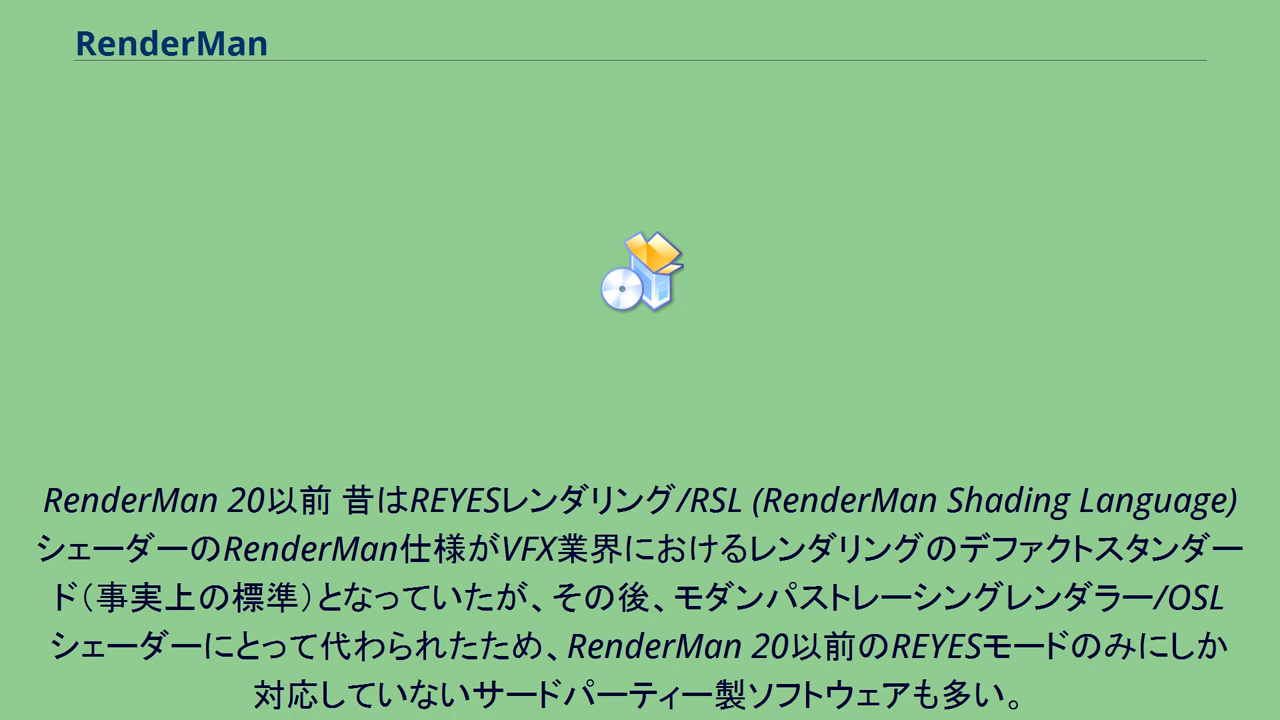 RenderMan
RenderMan 20以前 昔はREYESレンダリング/RSL (RenderMan Shading Language)
シェーダーのRenderMan仕様がVFX業界におけるレンダリングのデファクトスタンダー
ド（事実上の標準）となっていたが、その後、モダンパストレーシングレンダラー/OSL
シェーダーにとって代わられたため、RenderMan 20以前のREYESモードのみにしか
対応していないサードパーティー製ソフトウェアも多い。